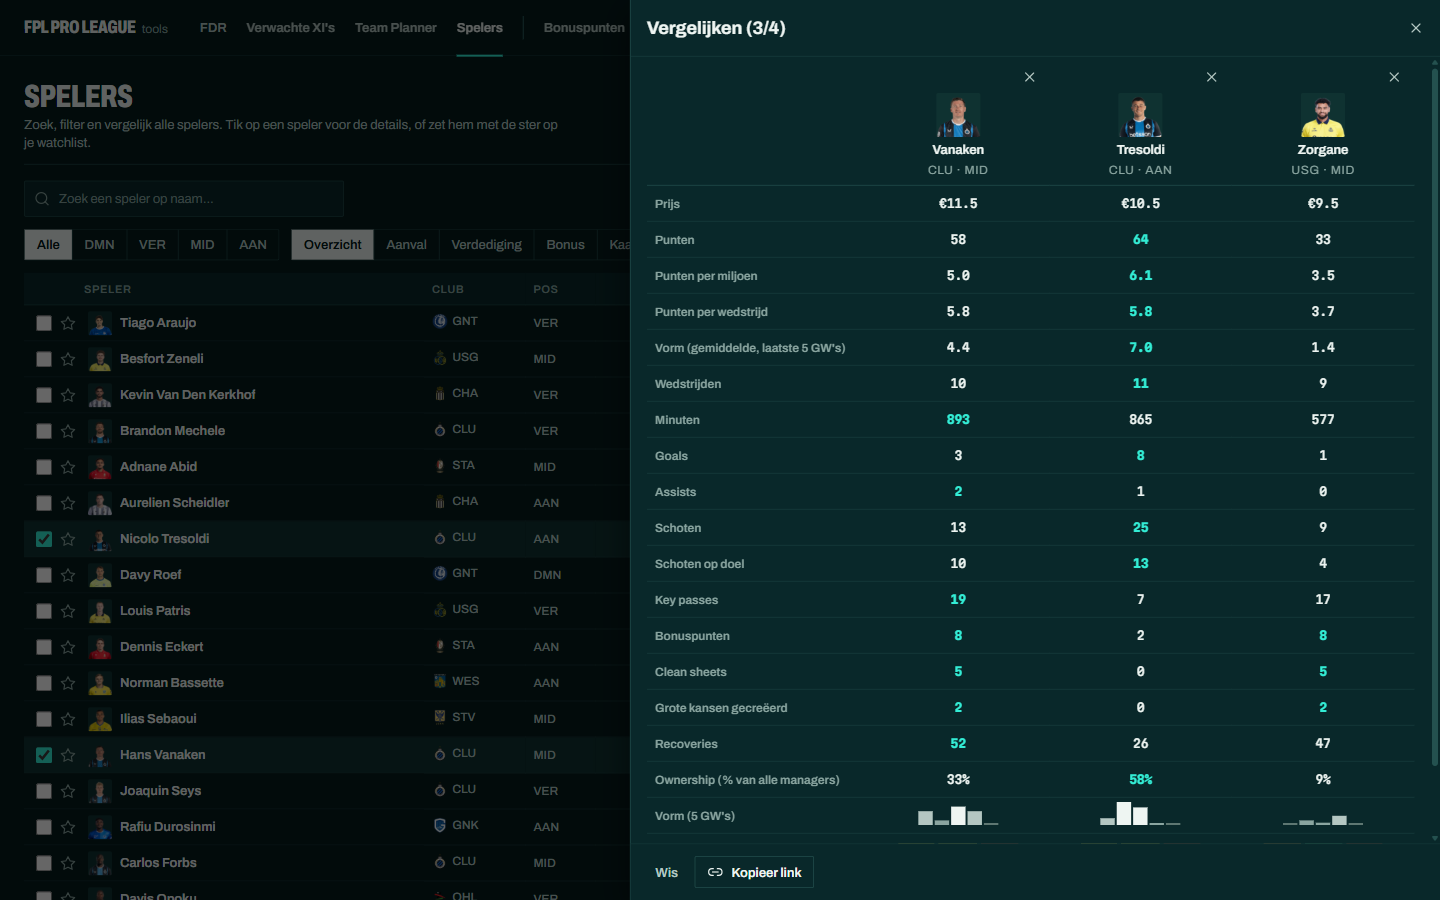 FPL PRO LEAGUE tools
FDR
Verwachte XI's
Team Planner
Spelers
Bonuspunten
SPELERS
Zoek, filter en vergelijk alle spelers. Tik op een speler voor de details, of zet hem met de ster op
je watchlist.
Zoek een speler op naam...
Alle DMN VER MID AAN
Overzicht Aanval Verdediging Bonus
SPELER CLUB POS
Tiago Araujo GNT VER
Besfort Zeneli USG MID
Kevin Van Den Kerkhof CHA VER
Brandon Mechele CLU VER
Adnane Abid STA MID
Aurelien Scheidler CHA AAN
Nicolo Tresoldi CLU AAN
Davy Roef GNT DMN
Louis Patris USG VER
Dennis Eckert STA AAN
Norman Bassette WES AAN
Ilias Sebaoui STV MID
Hans Vanaken CLU MID
Joaquin Seys CLU VER
Rafiu Durosinmi GNK AAN
Carlos Forbs CLU MID
Davis Opoku OHL VER
Vergelijken (3/4)
Vanaken Tresoldi Zorgane
CLU · MID CLU · AAN USG · MID
Prijs €11.5 €10.5 €9.5
Punten 58 64 33
Punten per miljoen 5.0 6.1 3.5
Punten per wedstrijd 5.8 5.8 3.7
Vorm (gemiddelde, laatste 5 GW's) 4.4 7.0 1.4
Wedstrijden 10 11 9
Minuten 893 865 577
Goals 3 8 1
Assists 2 1 0
Schoten 13 25 9
Schoten op doel 10 13 4
Key passes 19 7 17
Bonuspunten 8 2 8
Clean sheets 5 0 5
Grote kansen gecreëerd 2 0 2
Recoveries 52 26 47
Ownership (% van alle managers) 33% 58% 9%
Vorm (5 GW's)
Wis
Kopieer link